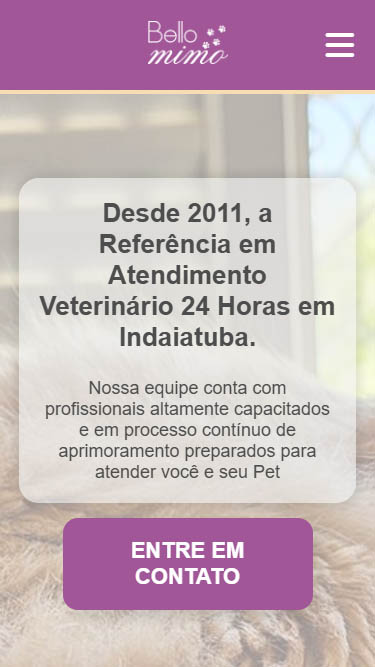 Bello
mimo
Desde 2011, a
Referência em
Atendimento
Veterinário 24 Horas em
Indaiatuba.
Nossa equipe conta com
profissionais altamente capacitados
e em processo contínuo de
aprimoramento preparados para
atender você e seu Pet
ENTRE EM
CONTATO